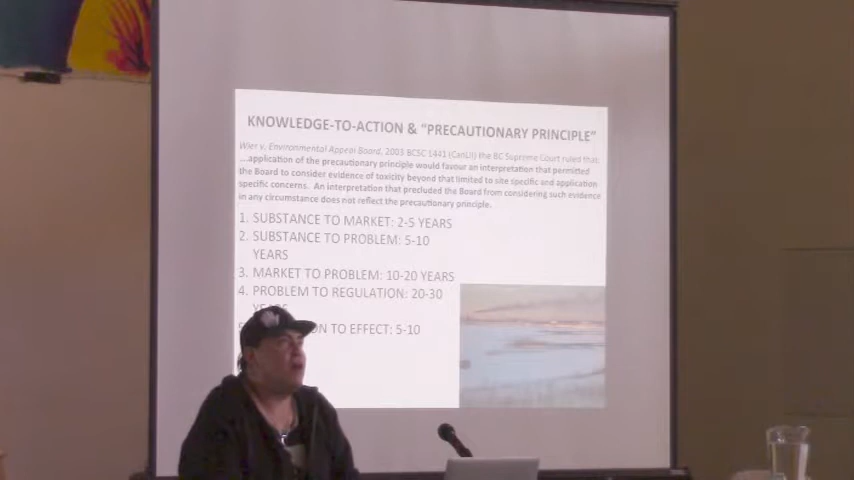 KNOWLEDGE-TO-ACTION & "PRECAUTIONARY PRINCIPLE"
Wier v. Environmental Appeal Board, 2003 BCSC 1441 (CanLII) the BC Supreme Court ruled that
...application of the precautionary principle would favour an interpretation that permitted
the Board to consider evidence of toxicity beyond that limited to site specific and application
specific concerns. An interpretation that precluded the Board from considering such evidence
in any circumstance does not reflect the precautionary principle.
1. SUBSTANCE TO MARKET: 2-5 YEARS
2. SUBSTANCE TO PROBLEM: 5-10
YEARS
3. MARKET TO PROBLEM: 10-20 YEARS
4. PROBLEM TO REGULATION: 20-30
YEARS
TO EFFECT: 5-10